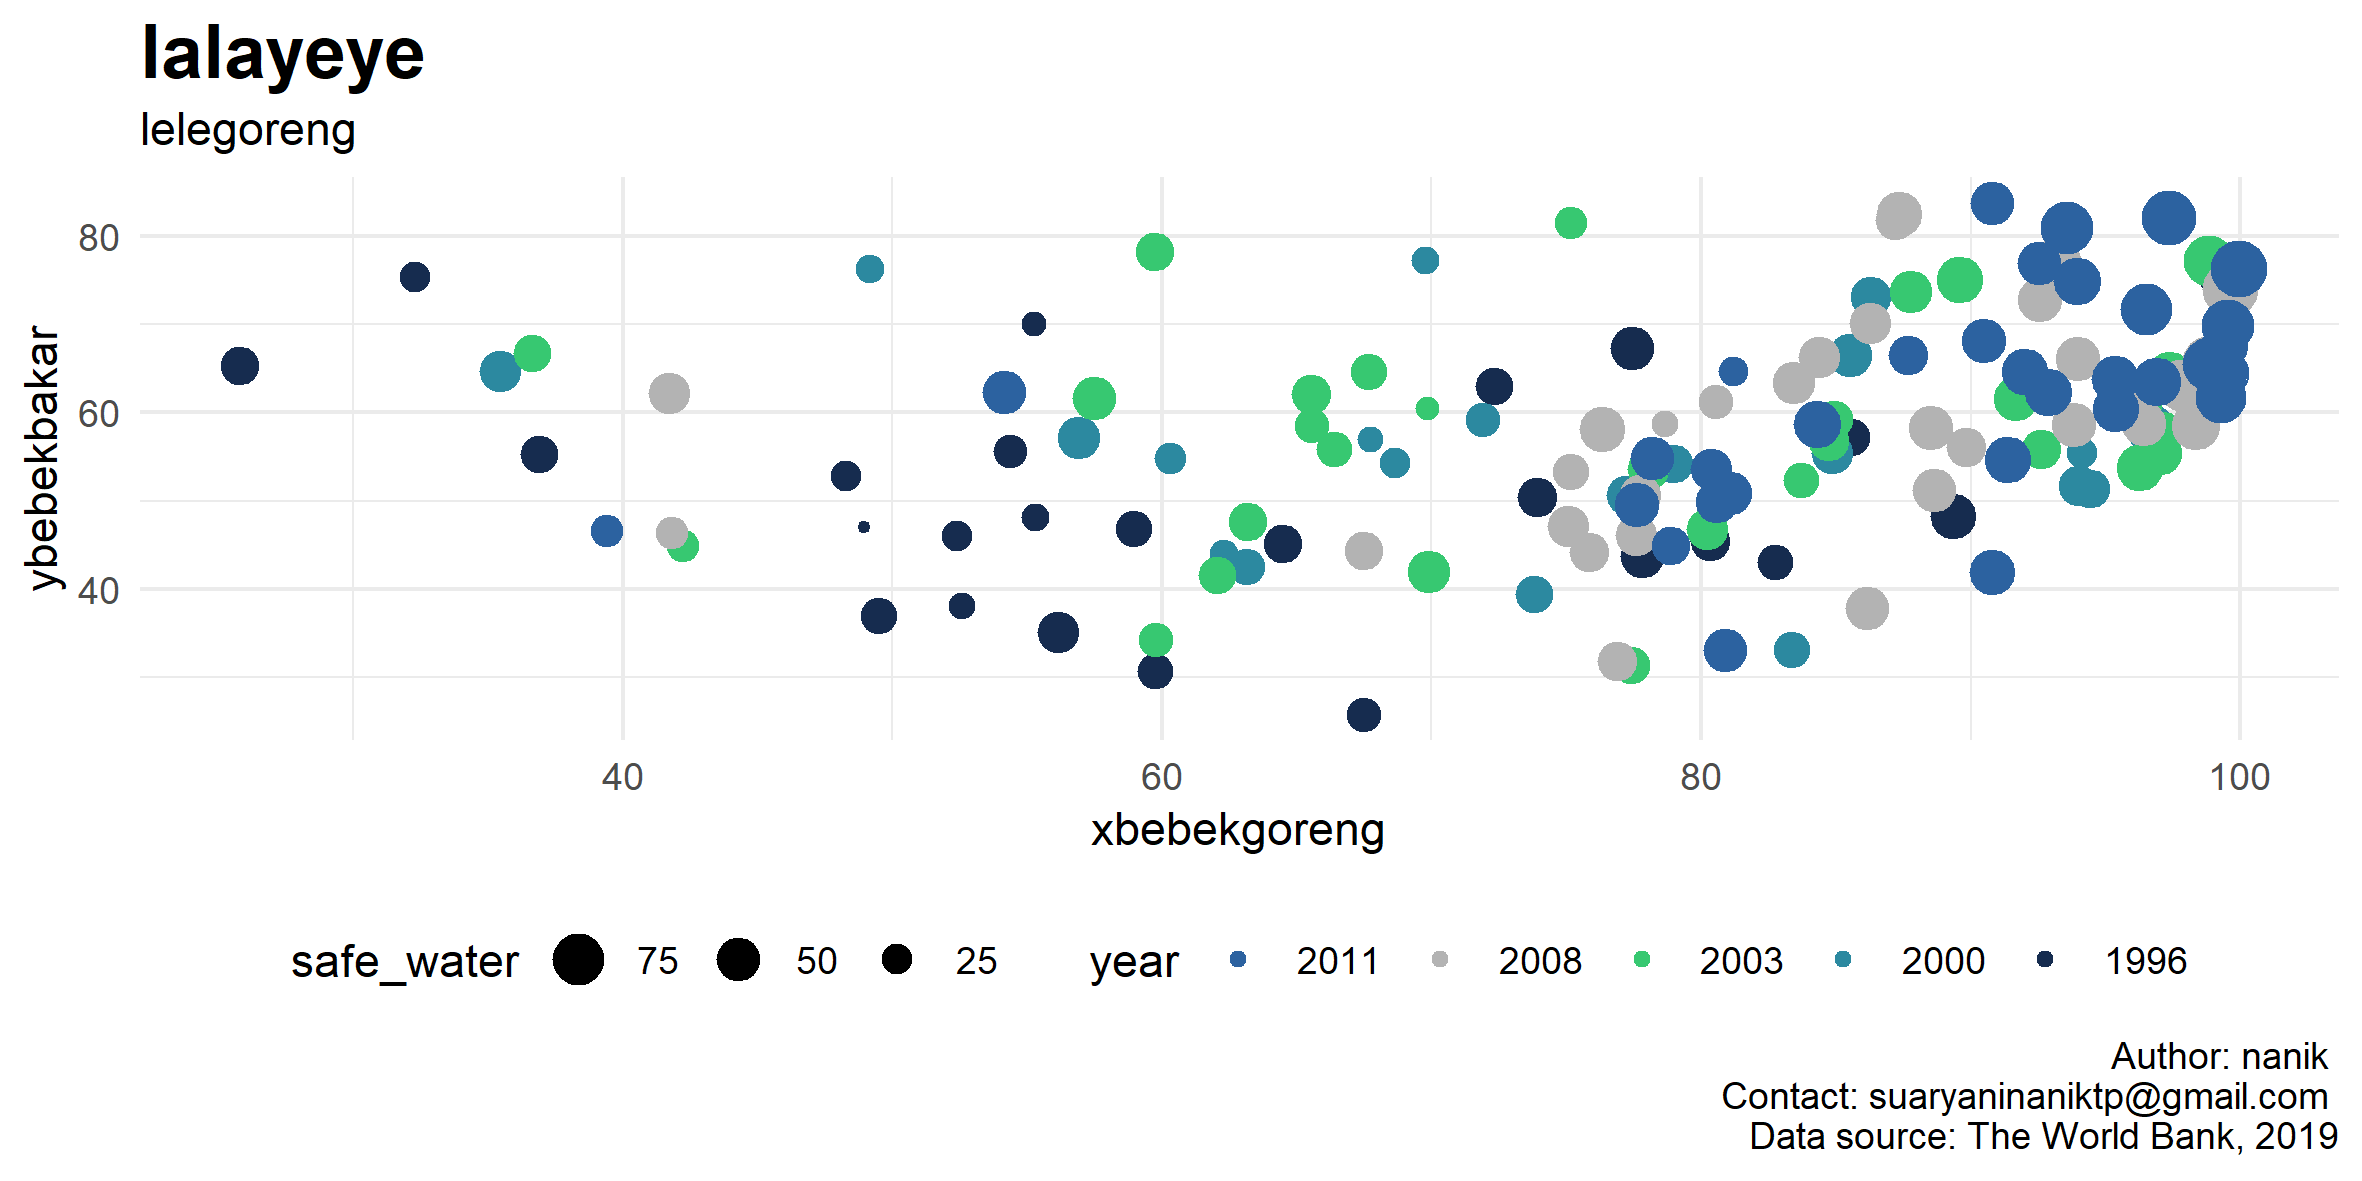 lalayeye
lelegoreng
ybebekbakar
80
60
40
40 60 80 100
xbebekgoreng
safe_water 75 50 25 year 2011 2008 2003 2000 1996
Author: nanik
Contact: suaryaninaniktp@gmail.com
Data source: The World Bank, 2019